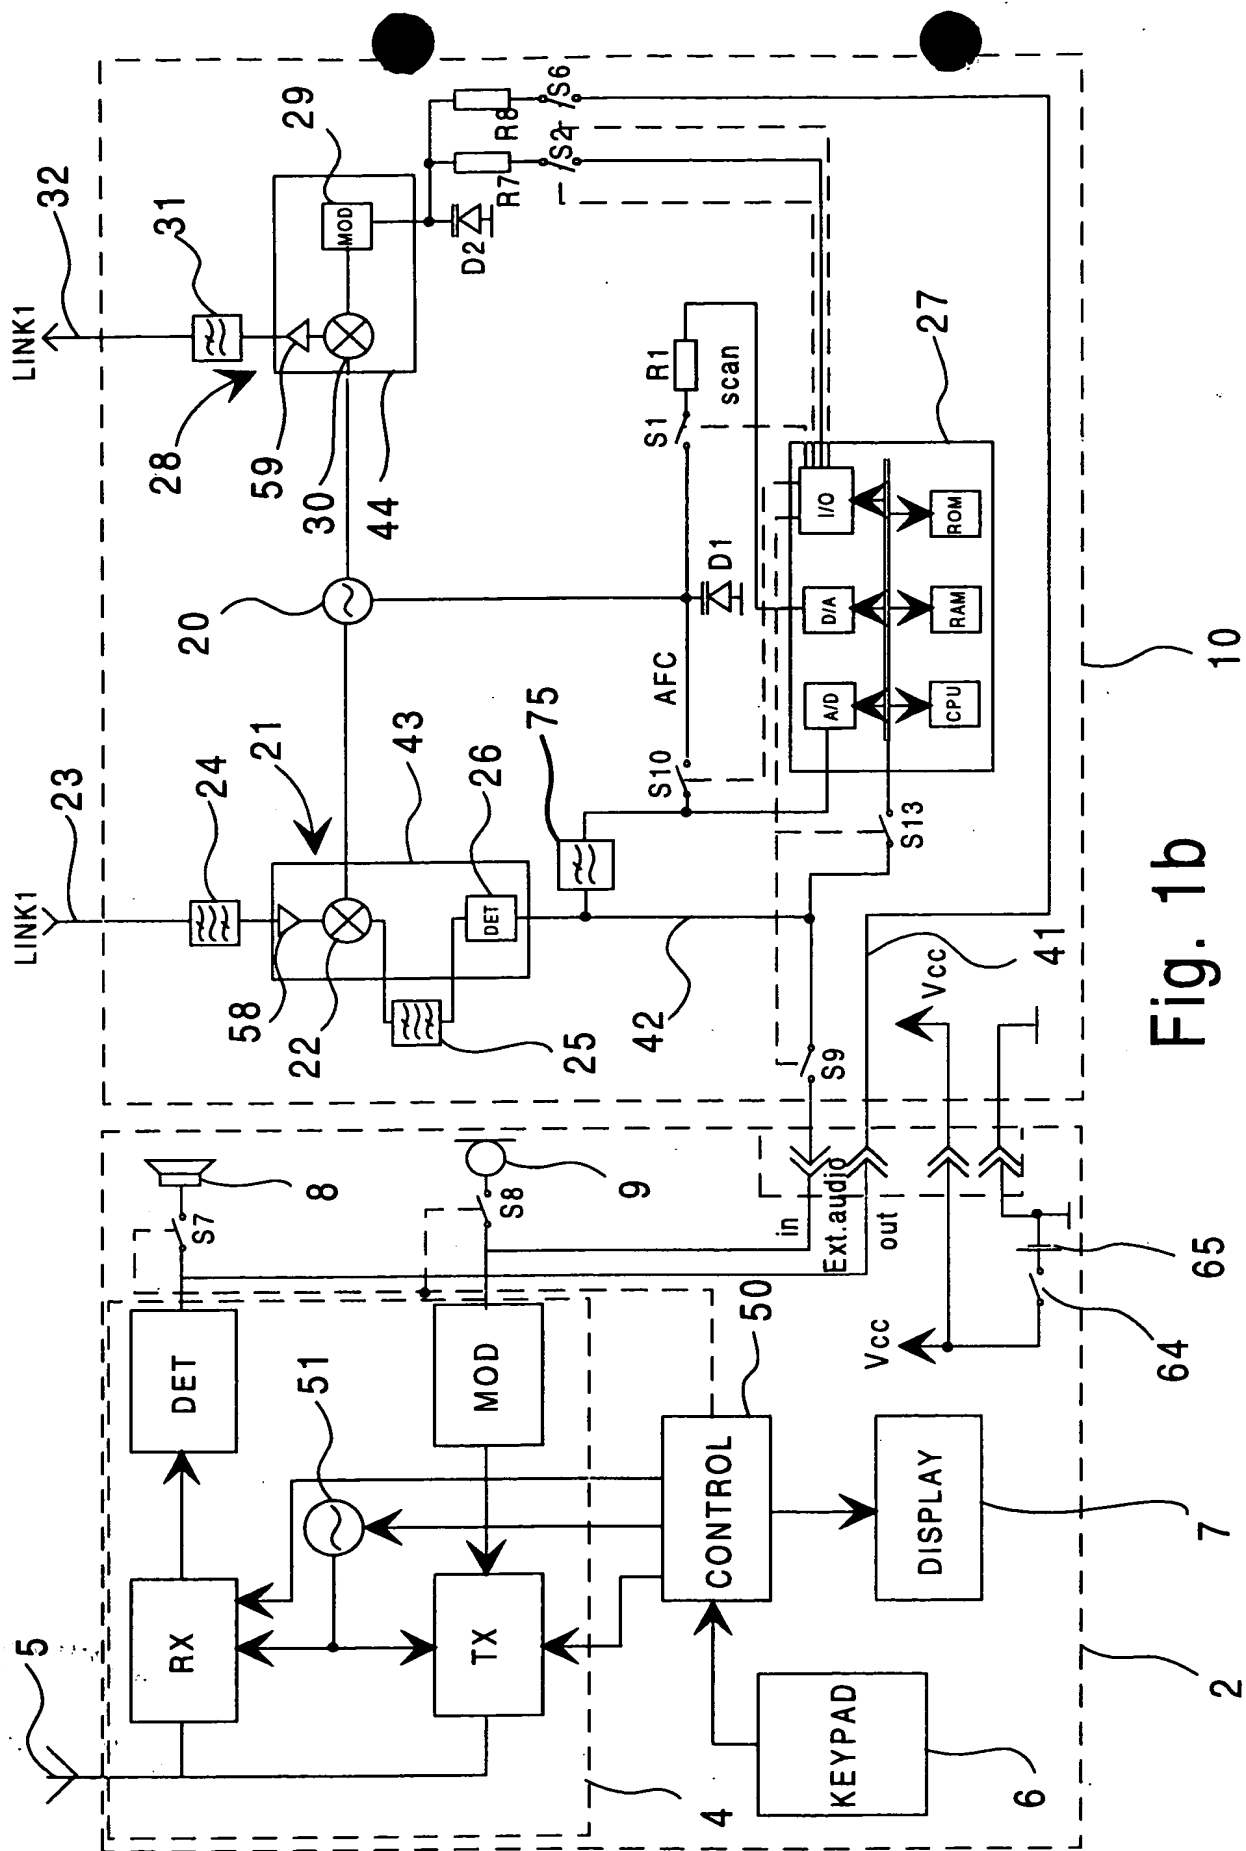 5
RX
DET
S7
8
51
TX
MOD
S8
9
4
KEYPAD
6
CONTROL
50
DISPLAY
7
2
in
Ext.audio
out
Vcc
64
65
LINK1
23
24
21
58
22
25
43
26
DET
75
42
S9
S13
S10
AFC
20
LINK1
32
31
28
59
30
44
29
MOD
D2
R7
R8
S2
S6
S1
R1
scan
D1
27
A/D
D/A
I/O
CPU
RAM
ROM
Vcc
41
10
Fig. 1b